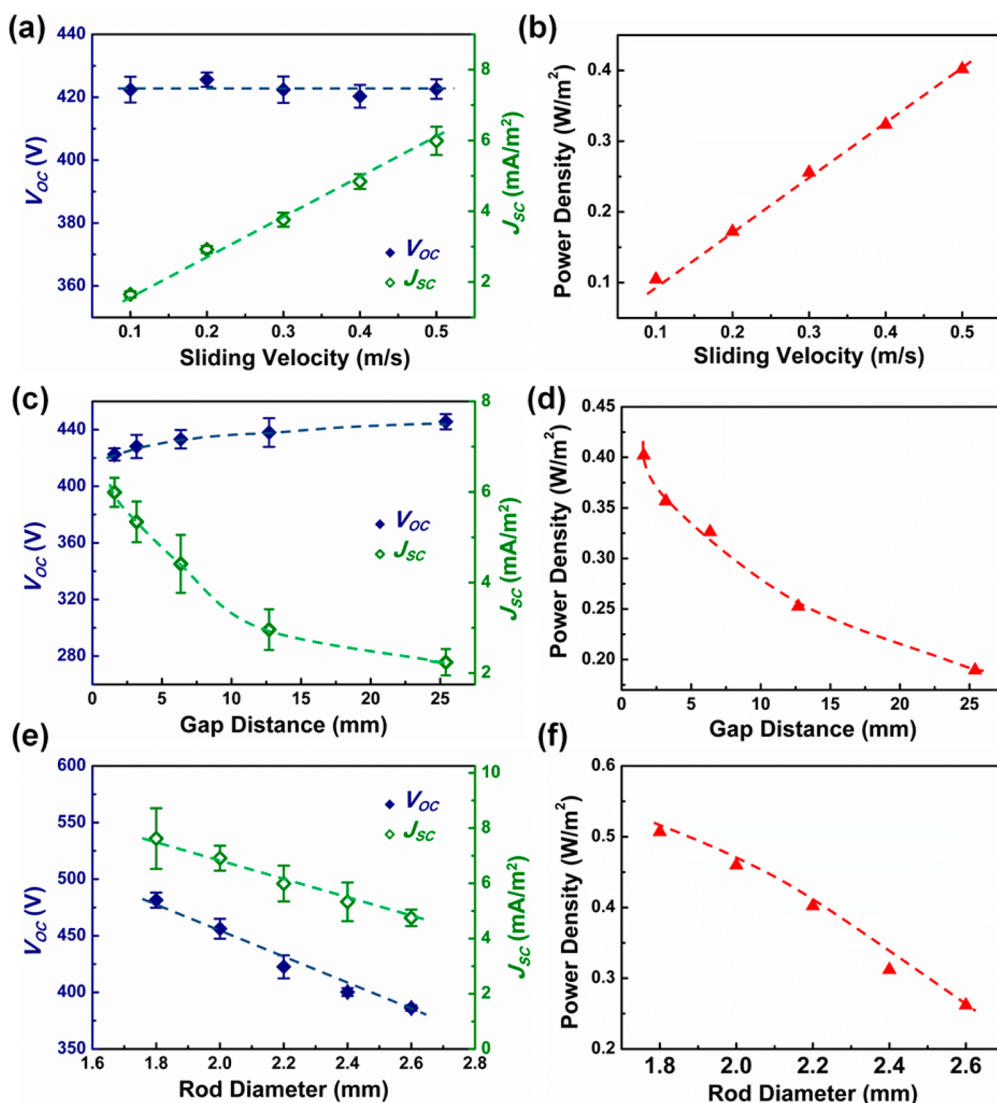 (a)
440
420
400
380
360
V_OC (V)
8
6
4
2
J_SC (mA/m²)
V_OC
J_SC
0.1 0.2 0.3 0.4 0.5
Sliding Velocity (m/s)
(b)
0.4
0.3
0.2
0.1
Power Density (W/m²)
0.1 0.2 0.3 0.4 0.5
Sliding Velocity (m/s)
(c)
440
400
360
320
280
V_OC (V)
8
6
4
2
J_SC (mA/m²)
V_OC
J_SC
0 5 10 15 20 25
Gap Distance (mm)
(d)
0.45
0.40
0.35
0.30
0.25
0.20
Power Density (W/m²)
0 5 10 15 20 25
Gap Distance (mm)
(e)
600
550
500
450
400
350
V_OC (V)
10
8
6
4
2
0
J_SC (mA/m²)
V_OC
J_SC
1.6 1.8 2.0 2.2 2.4 2.6 2.8
Rod Diameter (mm)
(f)
0.6
0.5
0.4
0.3
0.2
Power Density (W/m²)
1.8 2.0 2.2 2.4 2.6
Rod Diameter (mm)